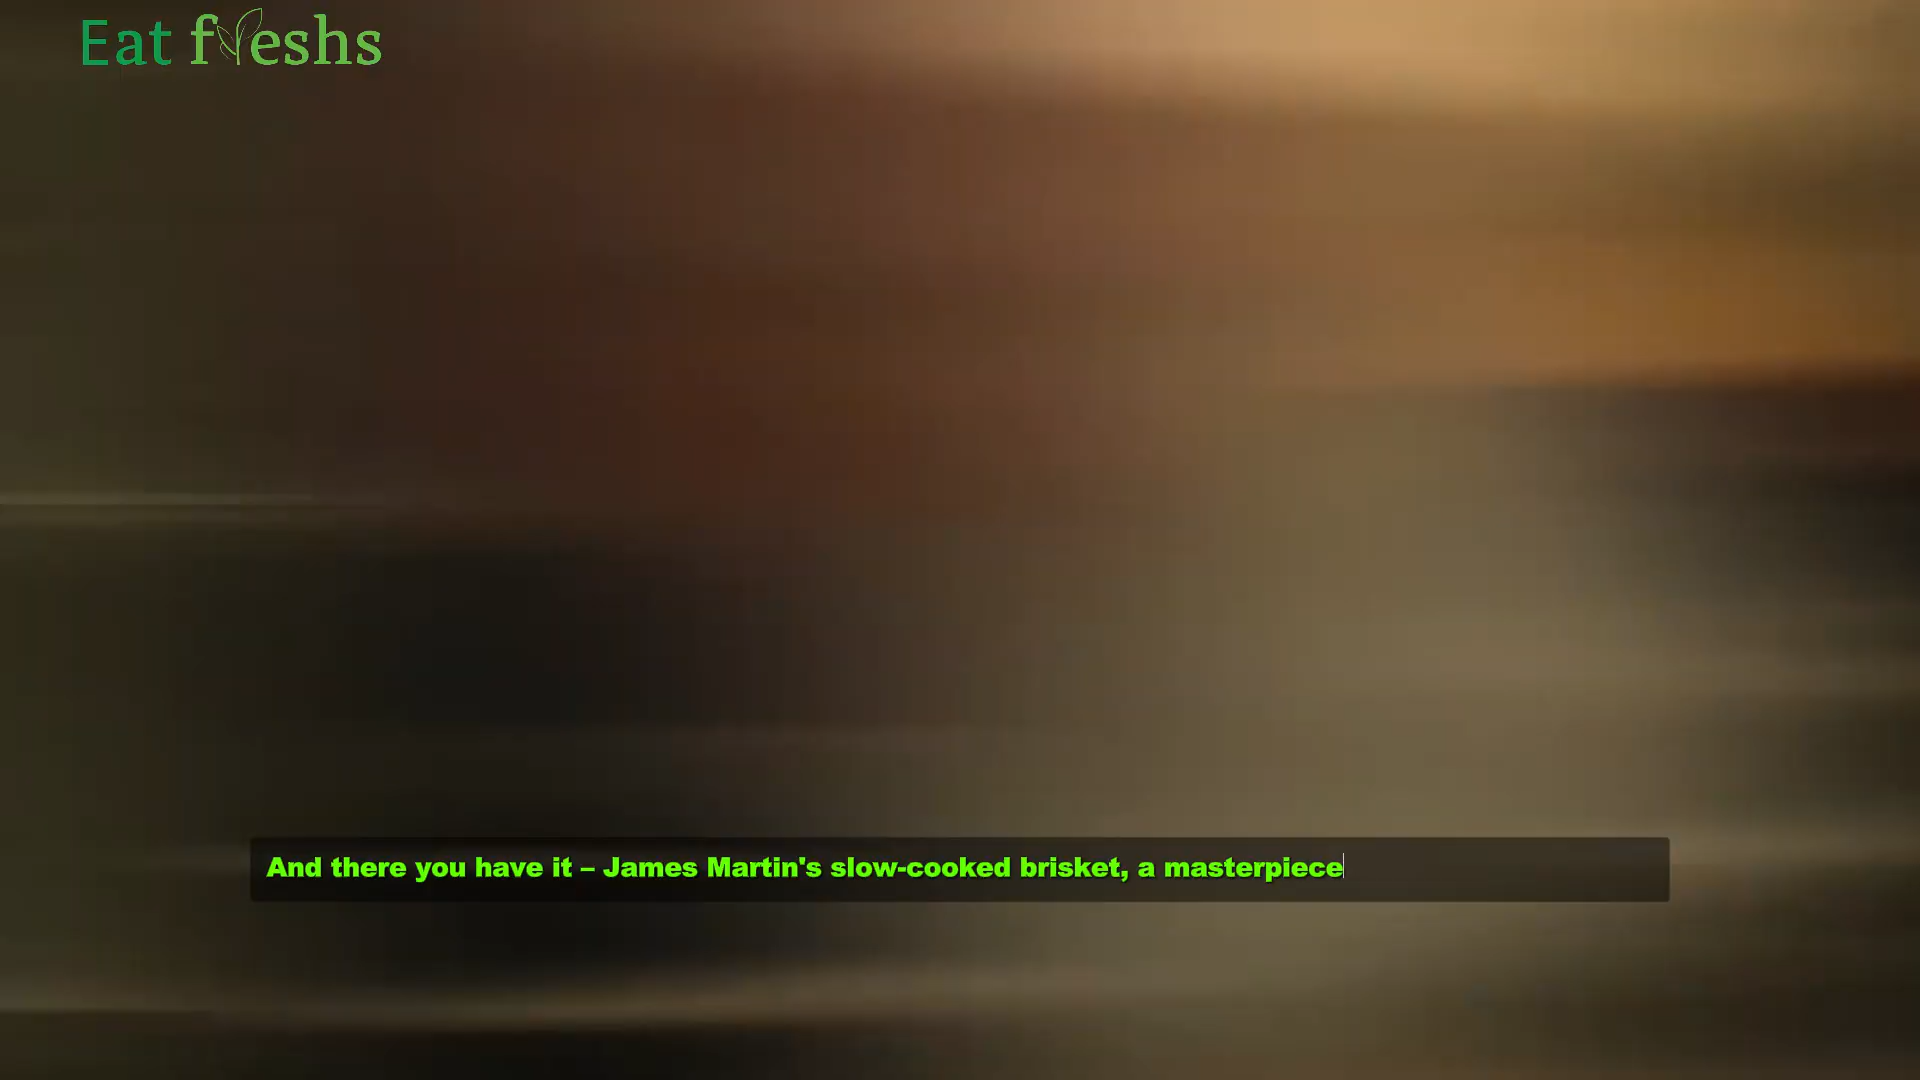 Eat freshs
And there you have it – James Martin's slow-cooked brisket, a masterpiece